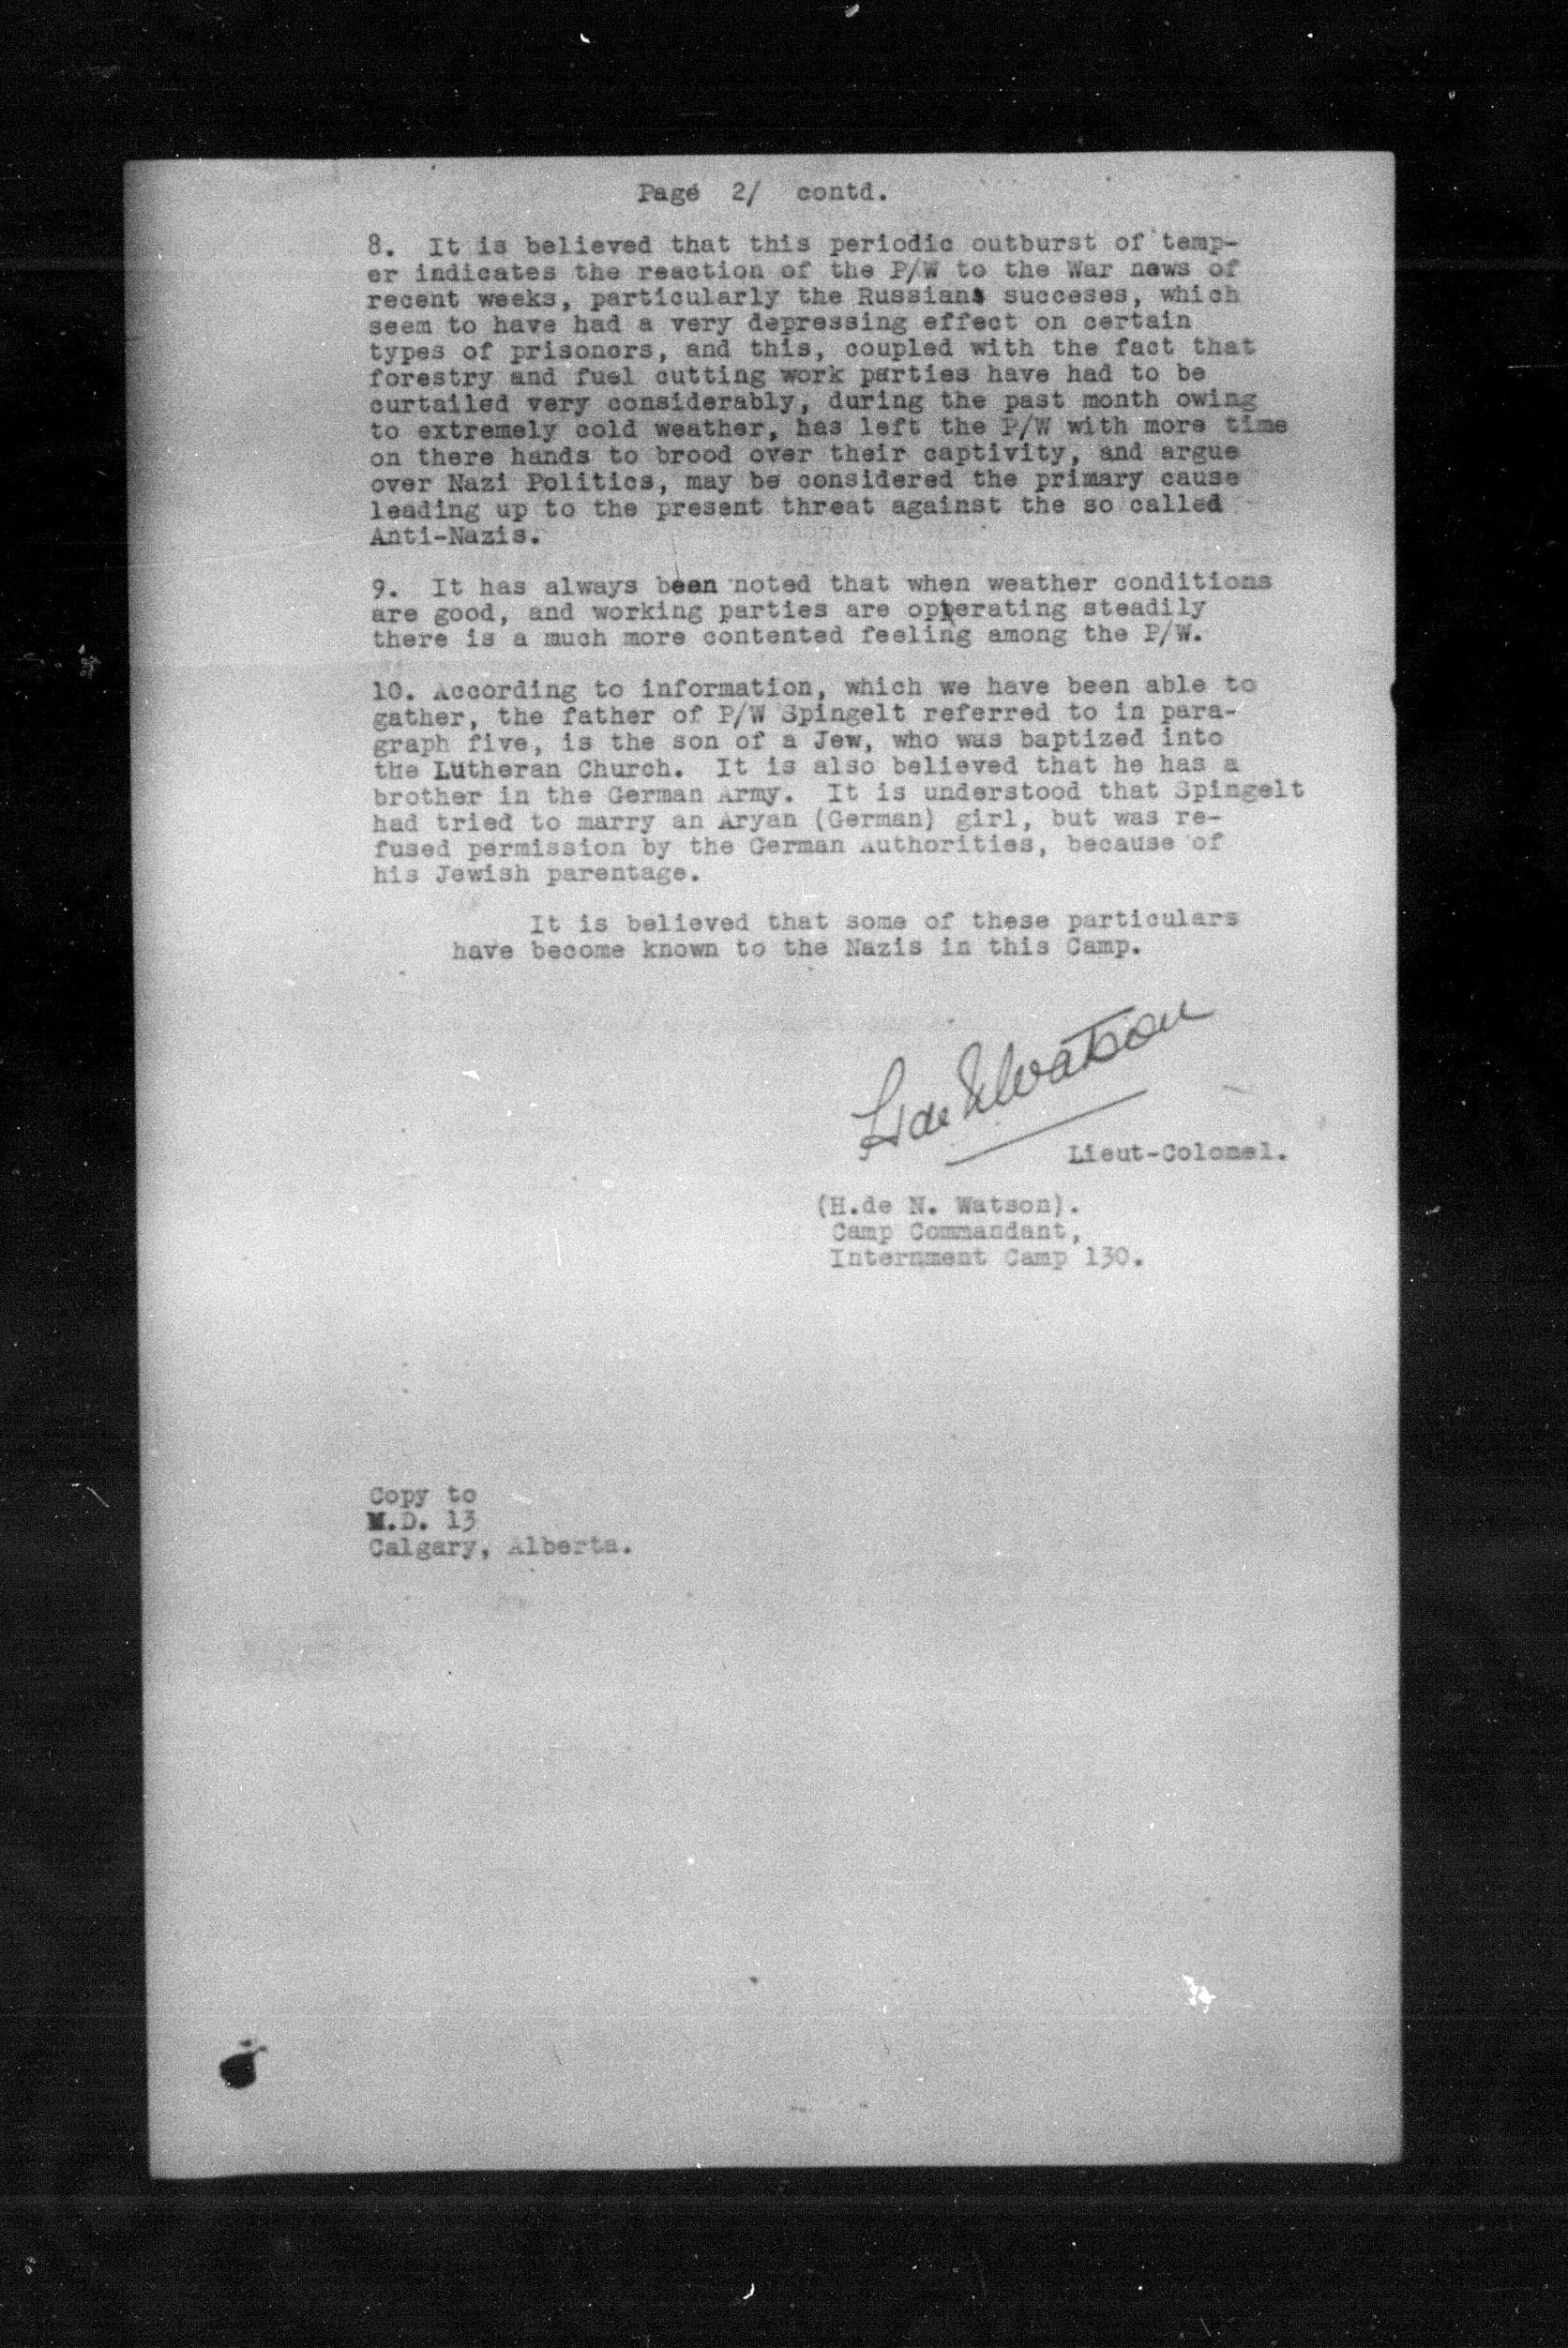 Page 2/ contd.
8. It is believed that this periodic outburst of temp-
er indicates the reaction of the P/W to the War news of
recent weeks, particularly the Russians succeses, which
seem to have had a very depressing effect on certain
types of prisoners, and this, coupled with the fact that
forestry and fuel cutting work parties have had to be
curtailed very considerably, during the past month owing
to extremely cold weather, has left the P/W with more time
on there hands to brood over their captivity, and argue
over Nazi Politics, may be considered the primary cause
leading up to the present threat against the so called
Anti-Nazis.
9. It has always been noted that when weather conditions
are good, and working parties are opperating steadily
there is a much more contented feeling among the P/W.
10. According to information, which we have been able to
gather, the father of P/W Spingelt referred to in para-
graph five, is the son of a Jew, who was baptized into
the Lutheran Church. It is also believed that he has a
brother in the German Army. It is understood that Spingelt
had tried to marry an Aryan (German) girl, but was re-
fused permission by the German Authorities, because of
his Jewish parentage.
It is believed that some of these particulars
have become known to the Nazis in this Camp.
H de N Watson
Lieut-Colonel.
(H.de N. Watson).
Camp Commandant,
Internment Camp 130.
Copy to
M.D. 13
Calgary, Alberta.